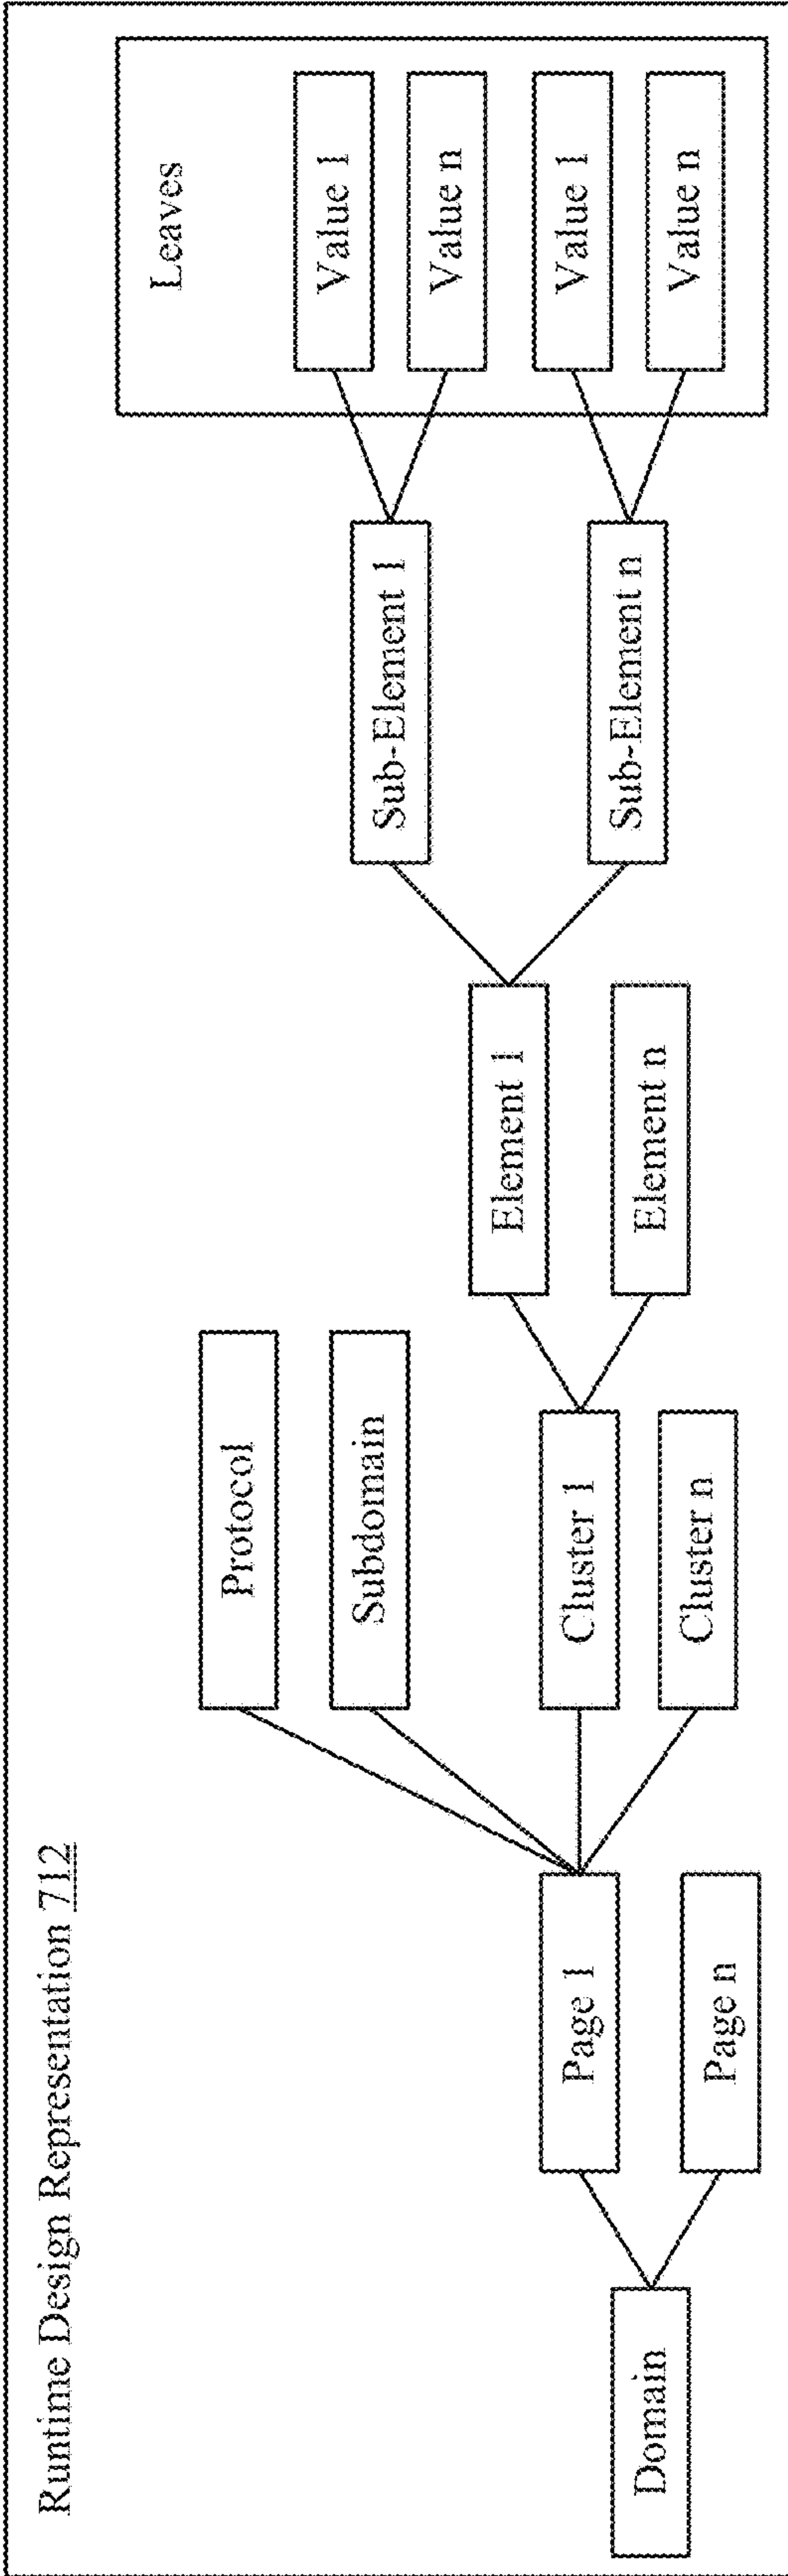 Runtime Design Representation 712
Leaves
Protocol
Value 1
Subdomain
Sub-Element 1
Value n
Element 1
Value 1
Page 1
Cluster 1
Domain
Element n
Sub-Element n
Value n
Cluster n
Page n